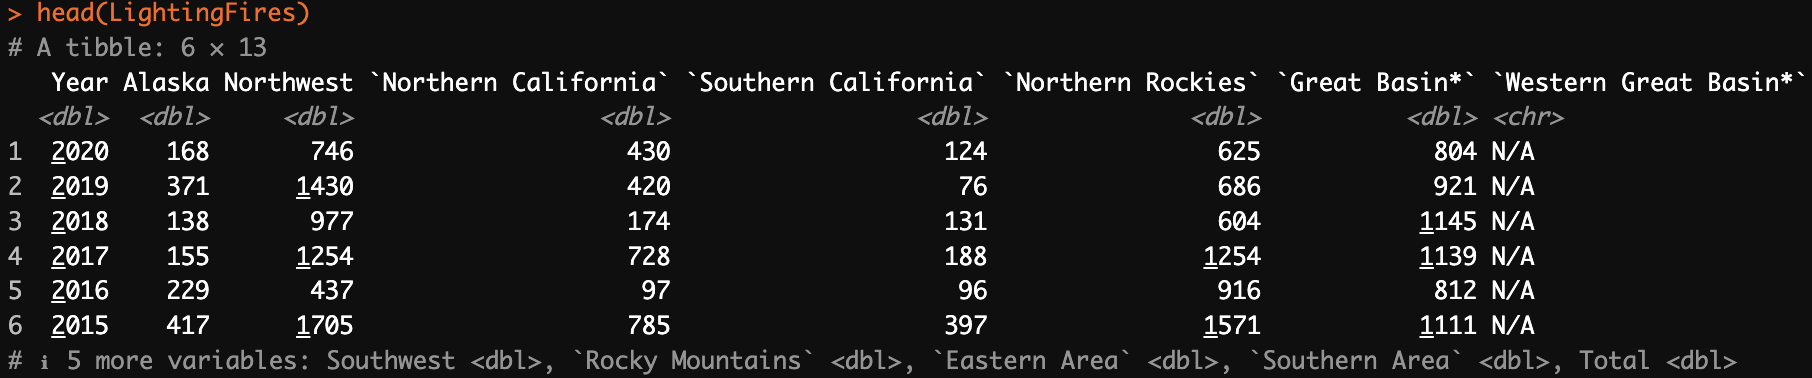 > head(LightingFires)
# A tibble: 6 × 13
Year Alaska Northwest `Northern California` `Southern California` `Northern Rockies` `Great Basin*` `Western Great Basin*`
<dbl> <dbl> <dbl> <dbl> <dbl> <dbl> <dbl> <chr>
1 2020 168 746 430 124 625 804 N/A
2 2019 371 1430 420 76 686 921 N/A
3 2018 138 977 174 131 604 1145 N/A
4 2017 155 1254 728 188 1254 1139 N/A
5 2016 229 437 97 96 916 812 N/A
6 2015 417 1705 785 397 1571 1111 N/A
# ℹ 5 more variables: Southwest <dbl>, `Rocky Mountains` <dbl>, `Eastern Area` <dbl>, `Southern Area` <dbl>, Total <dbl>